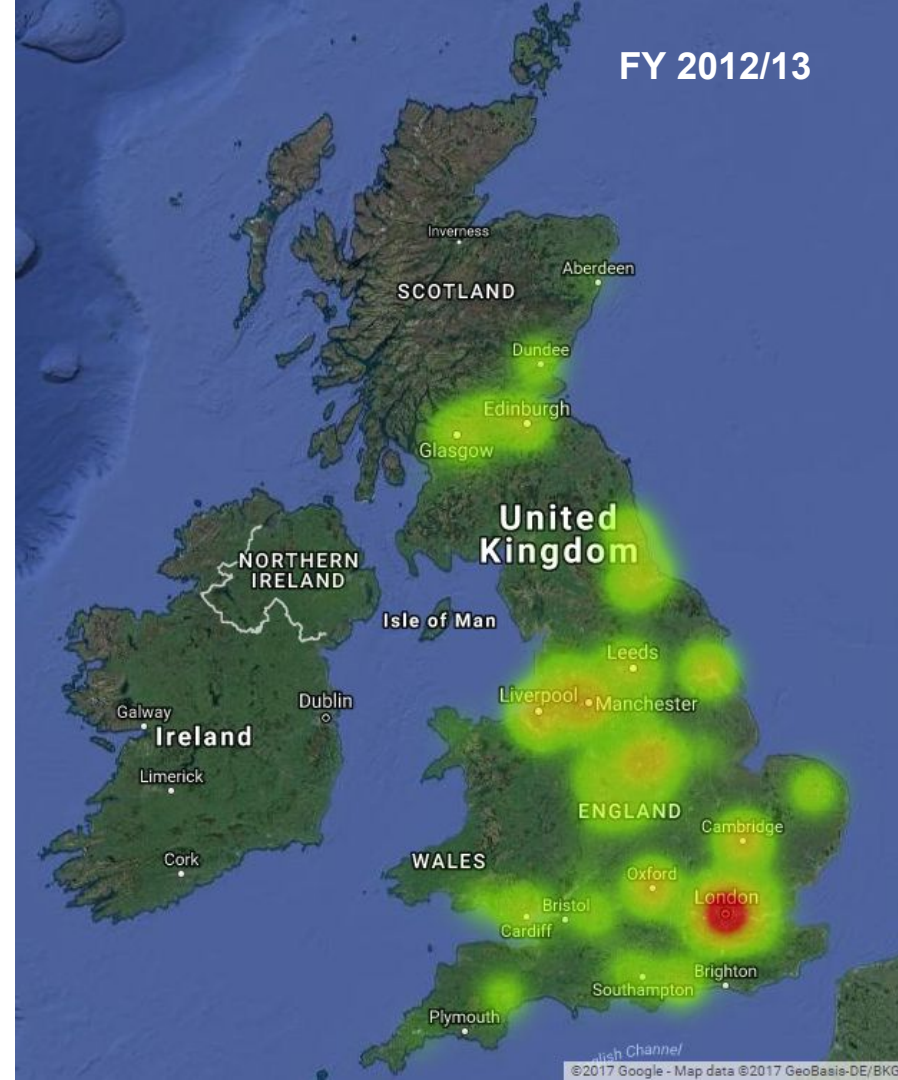 FY 2012/13
Inverness
Aberdeen
SCOTLAND
Dundee
Edinburgh
Glasgow
United
Kingdom
NORTHERN
IRELAND
Isle of Man
Leeds
Liverpool
Manchester
Dublin
Galway
Ireland
Limerick
ENGLAND
Cambridge
Cork
WALES
Oxford
London
Bristol
Cardiff
Brighton
Southampton
Plymouth
glish Channel
©2017 Google - Map data ©2017 GeoBasis-DE/BKG